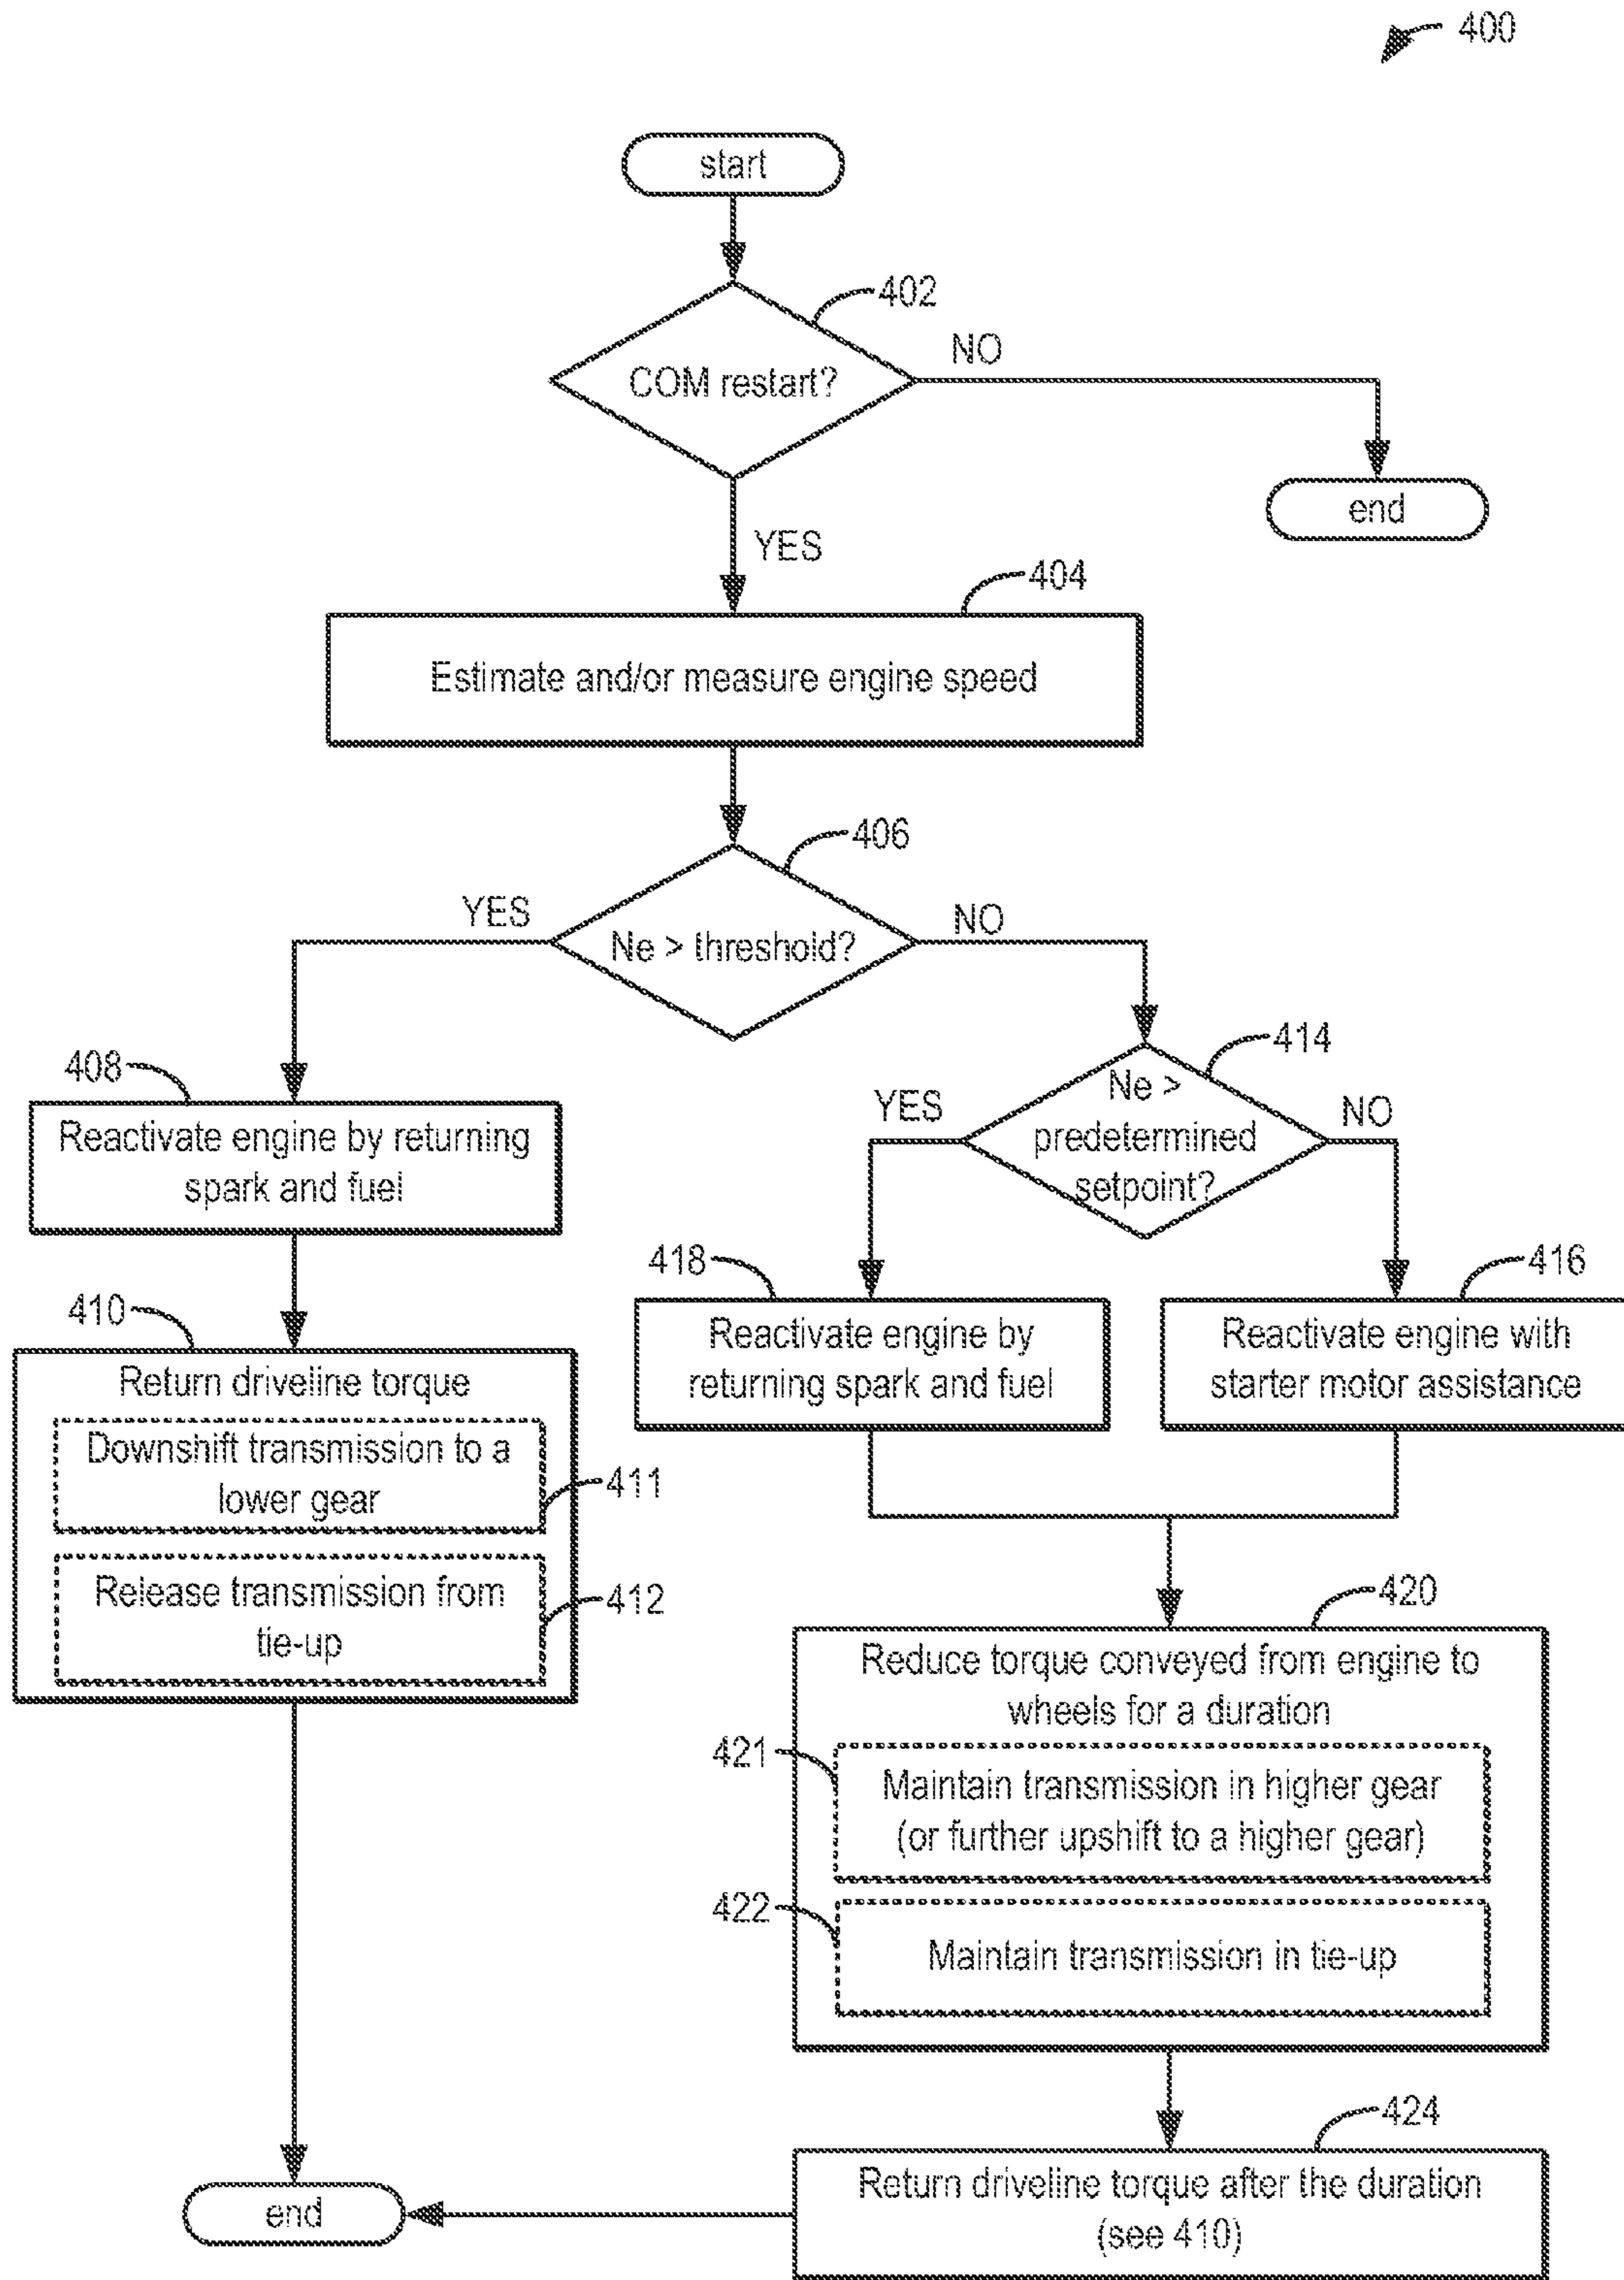 400
start
402
COM restart?
NO
end
YES
404
Estimate and/or measure engine speed
406
YES
Ne > threshold?
NO
408
Reactivate engine by returning
spark and fuel
414
Ne >
predetermined
setpoint?
YES
NO
418
Reactivate engine by
returning spark and fuel
416
Reactivate engine with
starter motor assistance
410
Return driveline torque
Downshift transmission to a
lower gear
411
Release transmission from
tie-up
412
420
Reduce torque conveyed from engine to
wheels for a duration
421
Maintain transmission in higher gear
(or further upshift to a higher gear)
422
Maintain transmission in tie-up
424
Return driveline torque after the duration
(see 410)
end